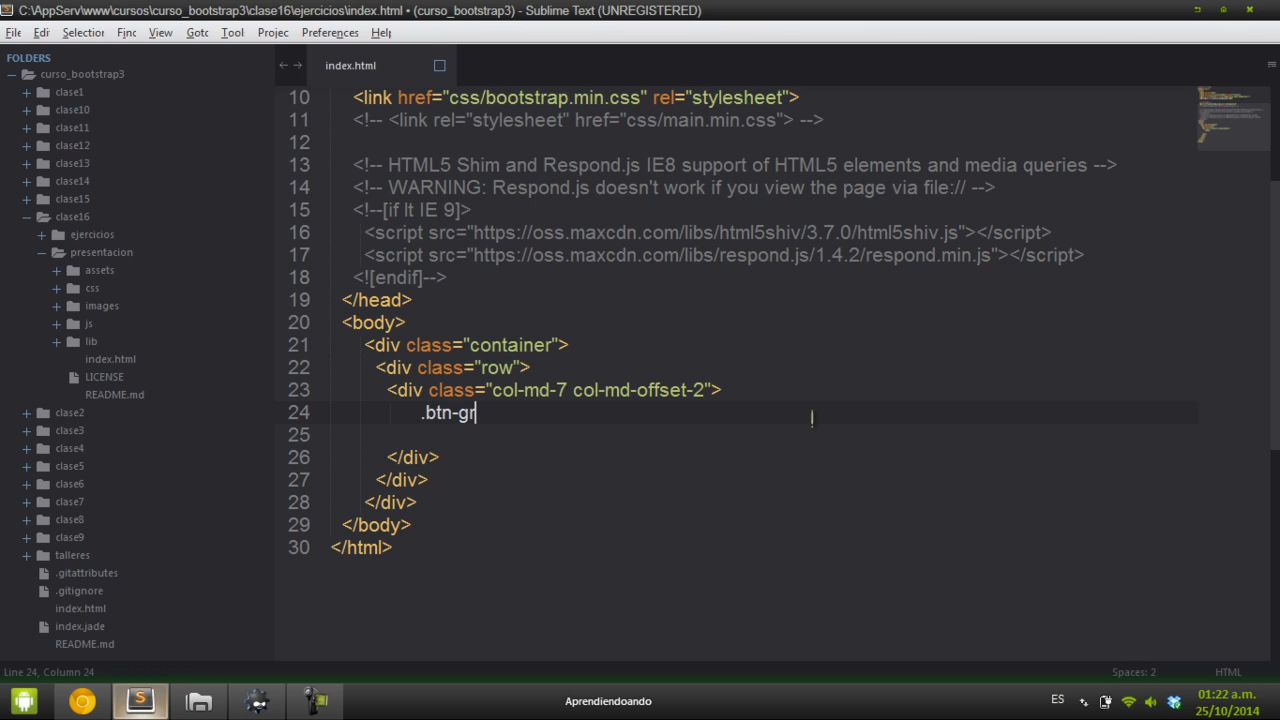 C:\AppServ\www\cursos\curso_bootstrap3\clase16\ejercicios\index.html • (curso_bootstrap3) - Sublime Text (UNREGISTERED)
File Edit Selection Find View Goto Tool Projec Preferences Help
FOLDERS
curso_bootstrap3
clase1
clase10
clase11
clase12
clase13
clase14
clase15
clase16
ejercicios
presentacion
assets
css
images
js
lib
index.html
LICENSE
README.md
clase2
clase3
clase4
clase5
clase6
clase7
clase8
clase9
talleres
.gitattributes
.gitignore
index.html
index.jade
README.md
index.html
10 <link href="css/bootstrap.min.css" rel="stylesheet">
11 <!-- <link rel="stylesheet" href="css/main.min.css"> -->
12
13 <!-- HTML5 Shim and Respond.js IE8 support of HTML5 elements and media queries -->
14 <!-- WARNING: Respond.js doesn't work if you view the page via file:// -->
15 <!--[if lt IE 9]>
16 <script src="https://oss.maxcdn.com/libs/html5shiv/3.7.0/html5shiv.js"></script>
17 <script src="https://oss.maxcdn.com/libs/respond.js/1.4.2/respond.min.js"></script>
18 <![endif]-->
19 </head>
20 <body>
21 <div class="container">
22 <div class="row">
23 <div class="col-md-7 col-md-offset-2">
24 .btn-gr
25
26 </div>
27 </div>
28 </div>
29 </body>
30 </html>
Line 24, Column 24
Spaces: 2
HTML
Aprendiendoando
ES
01:22 a.m.
25/10/2014